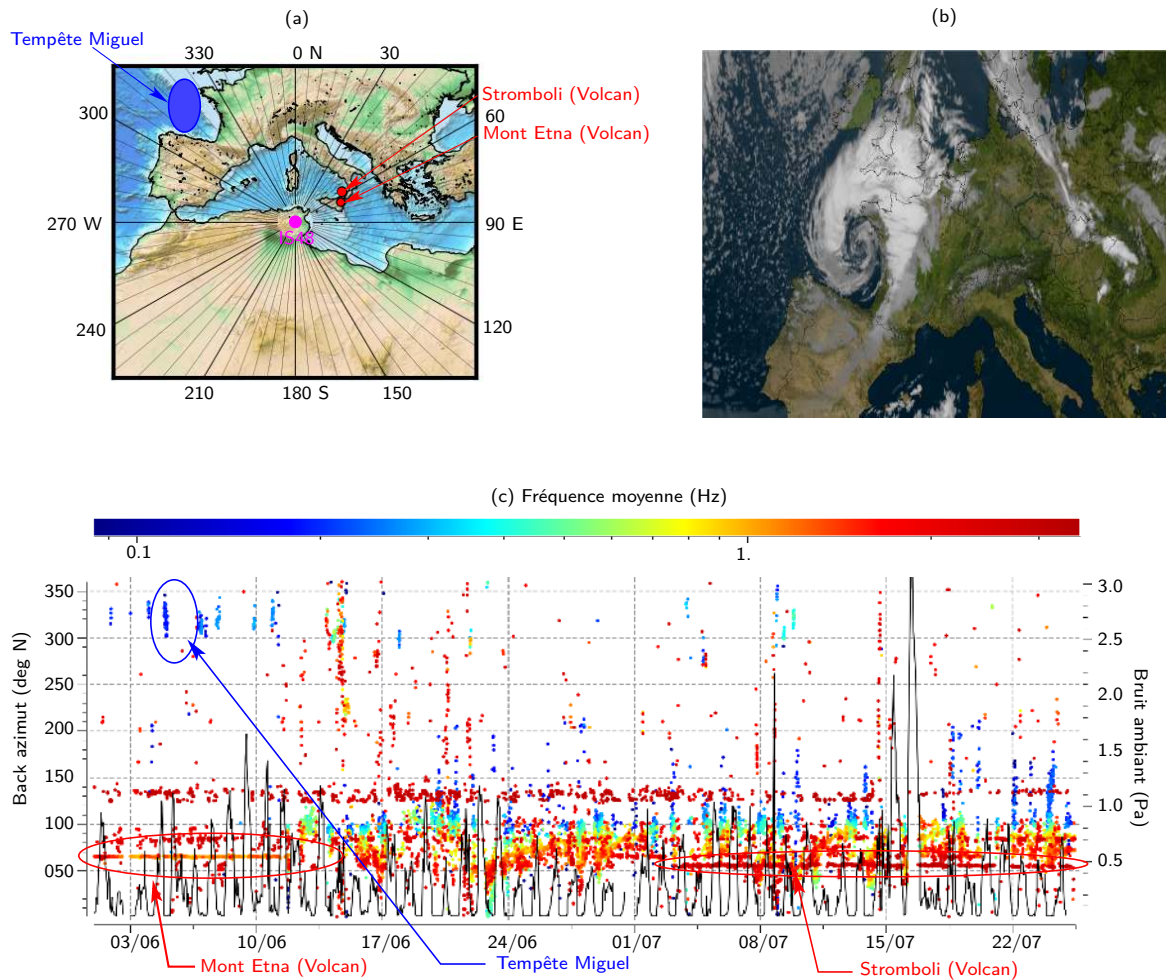 (a)
(b)
Tempête Miguel
330
0 N
30
300
Stromboli (Volcan)
60
Mont Etna (Volcan)
270 W
90 E
IS48
240
120
210
180 S
150
(c) Fréquence moyenne (Hz)
0.1
1.
350
300
250
200
150
100
050
Back azimut (deg N)
3.0
2.5
2.0
1.5
1.0
0.5
Bruit ambiant (Pa)
03/06
10/06
17/06
24/06
01/07
08/07
15/07
22/07
Mont Etna (Volcan)
Tempête Miguel
Stromboli (Volcan)